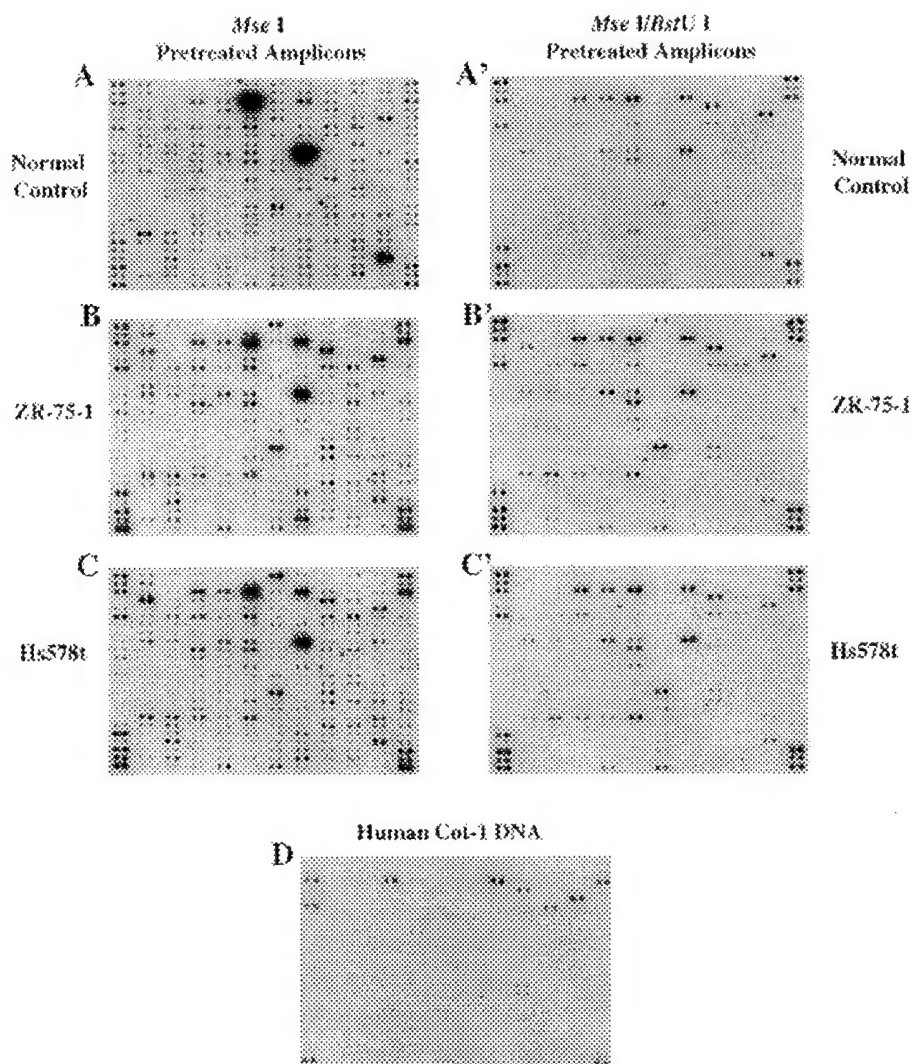 Mse I
Pretreated Amplicons
Mse I/BstU I
Pretreated Amplicons
A
A'
Normal
Control
Normal
Control
B
B'
ZR-75-1
ZR-75-1
C
C'
Hs578t
Hs578t
Human Cot-1 DNA
D